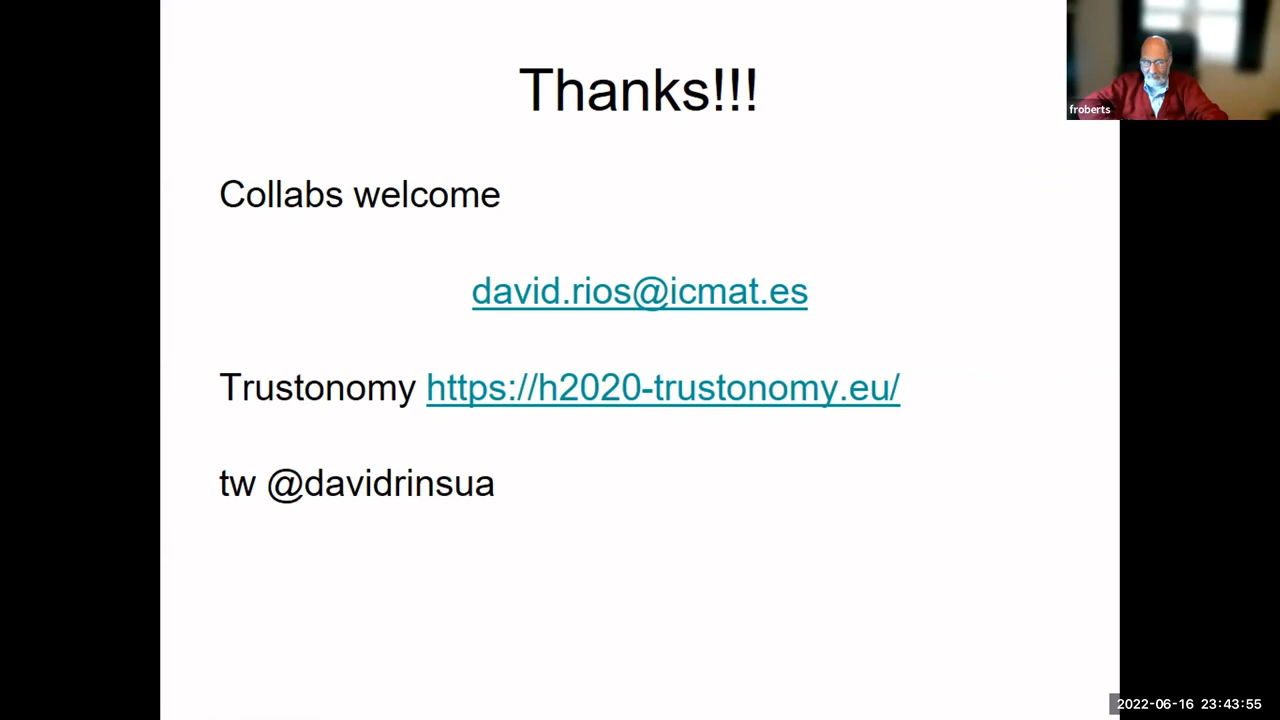 Thanks!!!
froberts
Collabs welcome
david.rios@icmat.es
Trustonomy https://h2020-trustonomy.eu/
tw @davidrinsua
2022-06-16 23:43:55